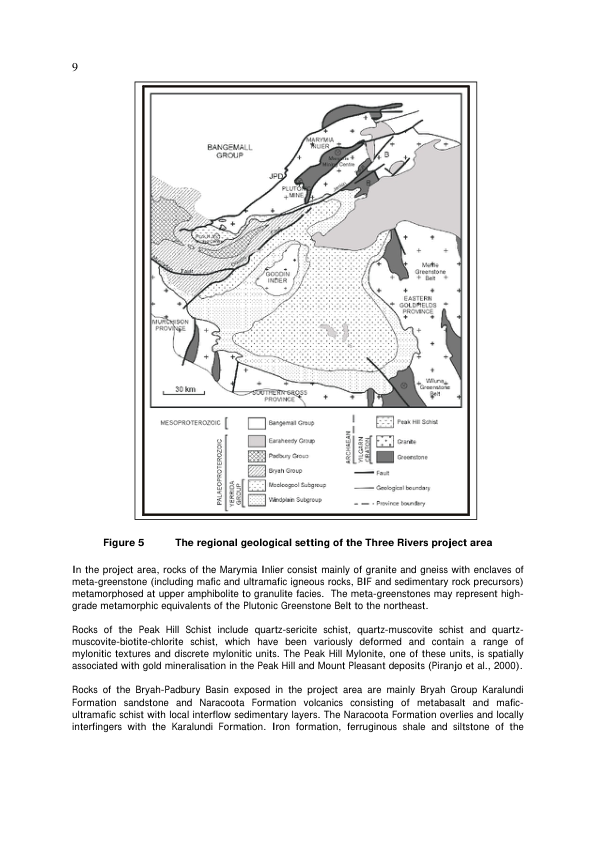 9
BANGEMALL
GROUP
MARYMIA
INLIER
B
JPD
PLUTONIC
MINE
GOODIN
INLIER
Merrie
Greenstone
Belt
EASTERN
GOLDFIELDS
PROVINCE
MURCHISON
PROVINCE
30 km
SOUTHERN CROSS
PROVINCE
Wiluna
Greenstone
Belt
MESOPROTEROZOIC
Bangemall Group
PALAEOPROTEROZOIC
Earaheedy Group
Padbury Group
Bryah Group
YERRIDA
GROUP
Mooloogool Subgroup
Windplain Subgroup
ARCHAEAN
YILGARN
CRATON
Peak Hill Schist
Granite
Greenstone
Fault
Geological boundary
Province boundary
Figure 5 The regional geological setting of the Three Rivers project area
In the project area, rocks of the Marymia Inlier consist mainly of granite and gneiss with enclaves of
meta-greenstone (including mafic and ultramafic igneous rocks, BIF and sedimentary rock precursors)
metamorphosed at upper amphibolite to granulite facies. The meta-greenstones may represent high-
grade metamorphic equivalents of the Plutonic Greenstone Belt to the northeast.
Rocks of the Peak Hill Schist include quartz-sericite schist, quartz-muscovite schist and quartz-
muscovite-biotite-chlorite schist, which have been variously deformed and contain a range of
mylonitic textures and discrete mylonitic units. The Peak Hill Mylonite, one of these units, is spatially
associated with gold mineralisation in the Peak Hill and Mount Pleasant deposits (Piranjo et al., 2000).
Rocks of the Bryah-Padbury Basin exposed in the project area are mainly Bryah Group Karalundi
Formation sandstone and Naracoota Formation volcanics consisting of metabasalt and mafic-
ultramafic schist with local interflow sedimentary layers. The Naracoota Formation overlies and locally
interfingers with the Karalundi Formation. Iron formation, ferruginous shale and siltstone of the